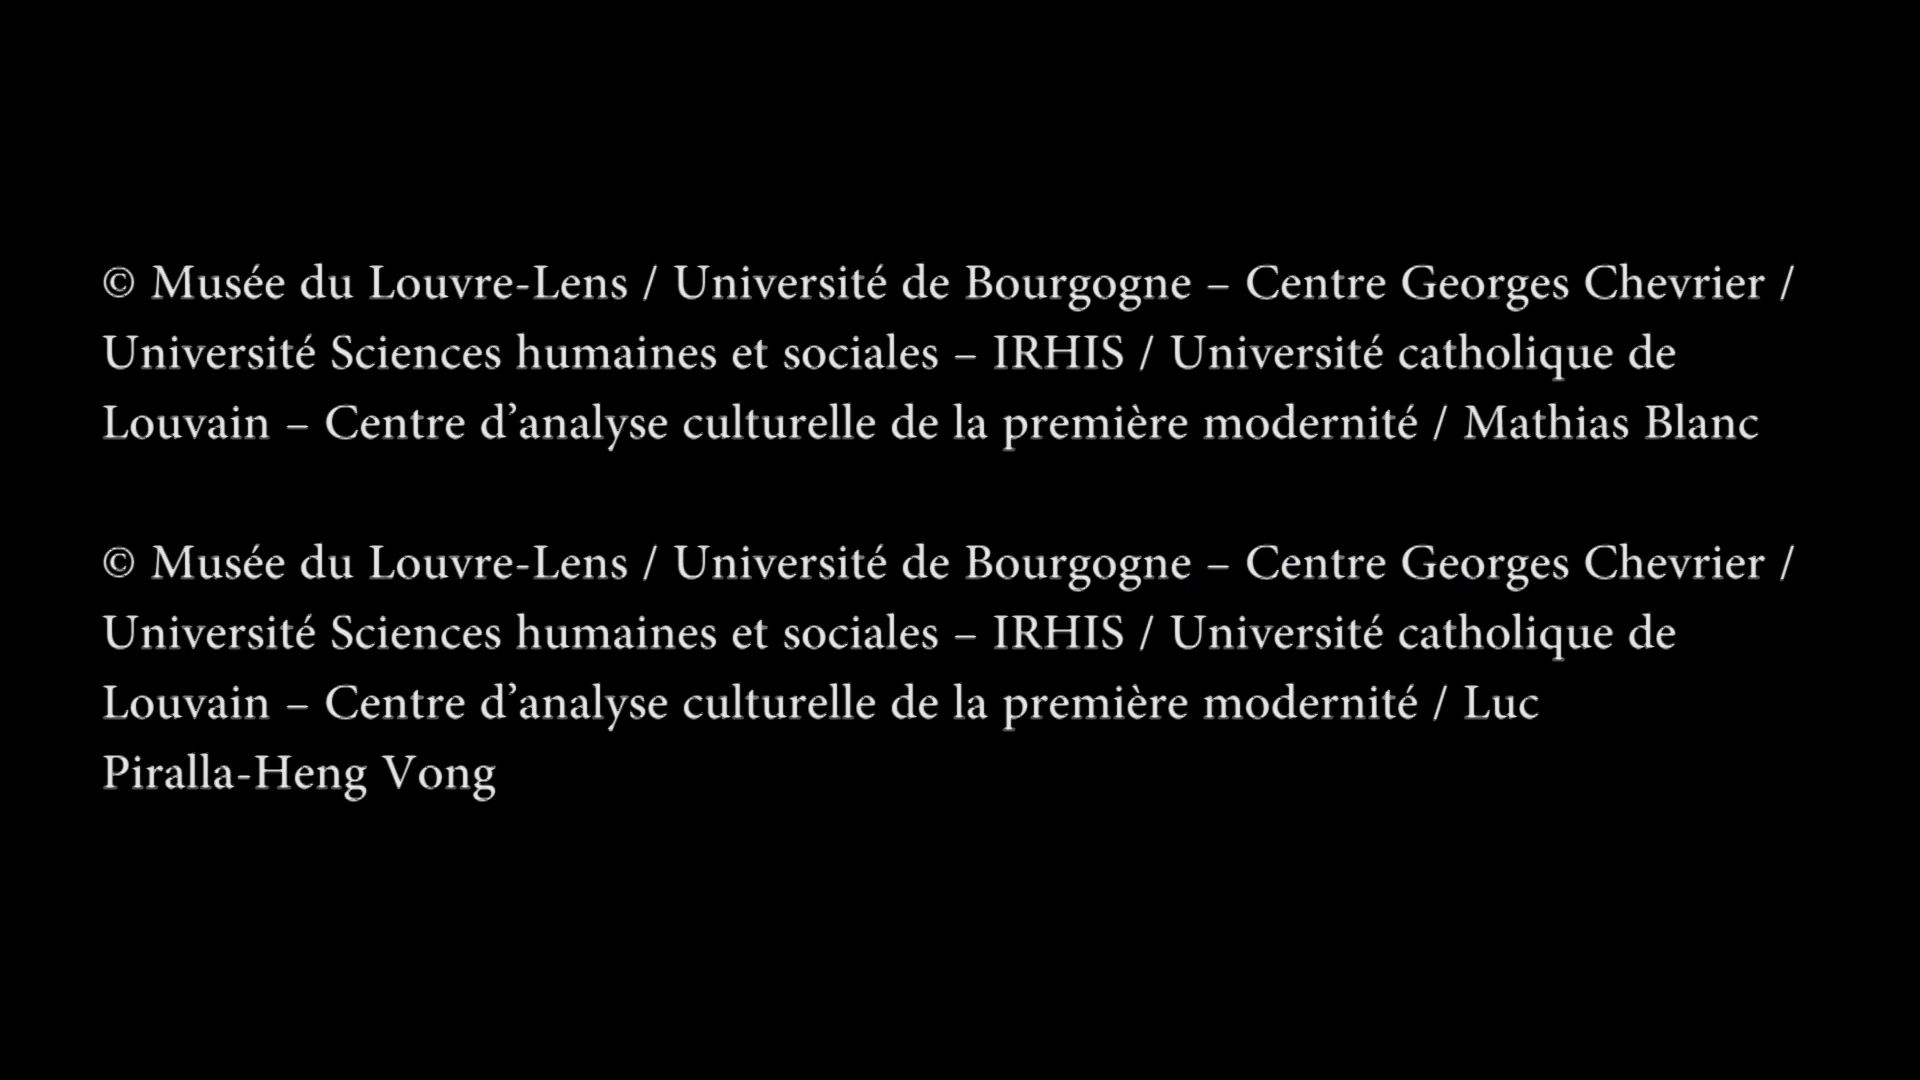 © Musée du Louvre-Lens / Université de Bourgogne – Centre Georges Chevrier /
Université Sciences humaines et sociales – IRHIS / Université catholique de
Louvain – Centre d’analyse culturelle de la première modernité / Mathias Blanc
© Musée du Louvre-Lens / Université de Bourgogne – Centre Georges Chevrier /
Université Sciences humaines et sociales – IRHIS / Université catholique de
Louvain – Centre d’analyse culturelle de la première modernité / Luc
Piralla-Heng Vong